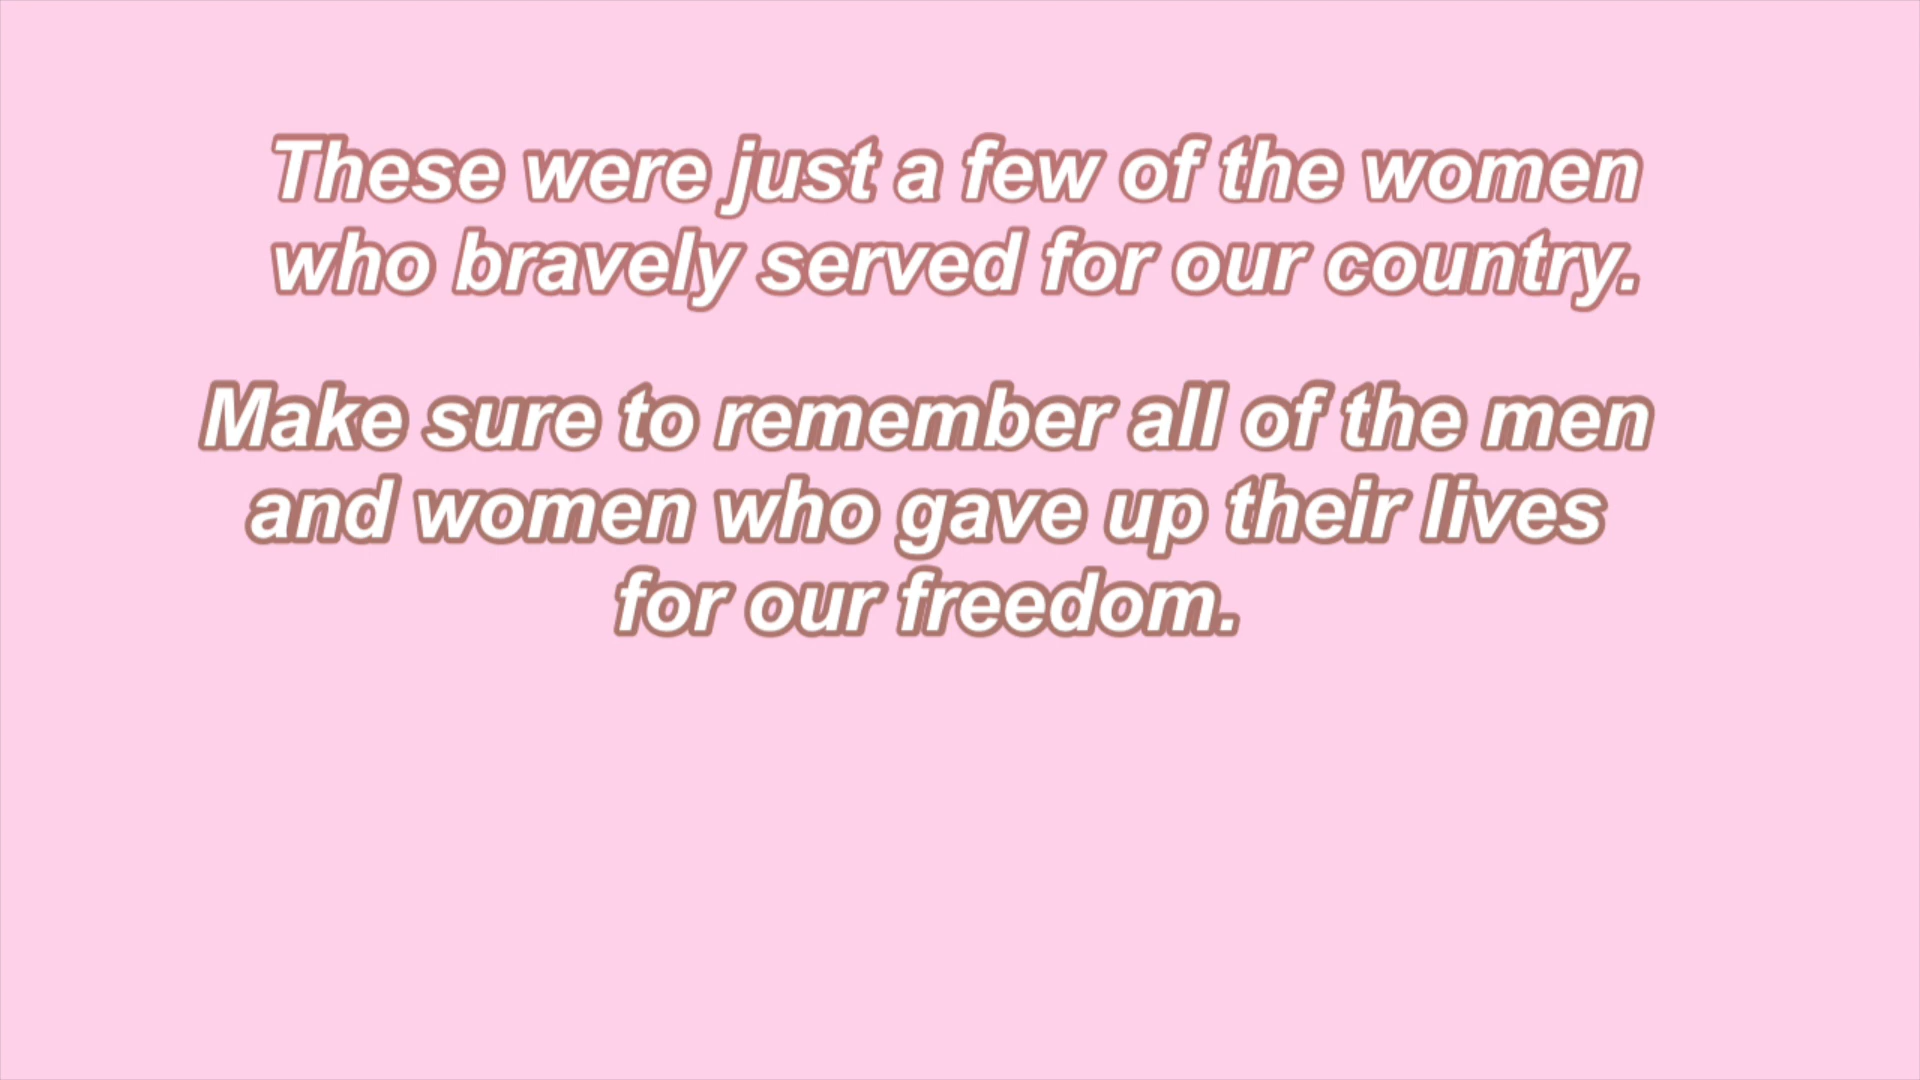 These were just a few of the women
who bravely served for our country.
Make sure to remember all of the men
and women who gave up their lives
for our freedom.